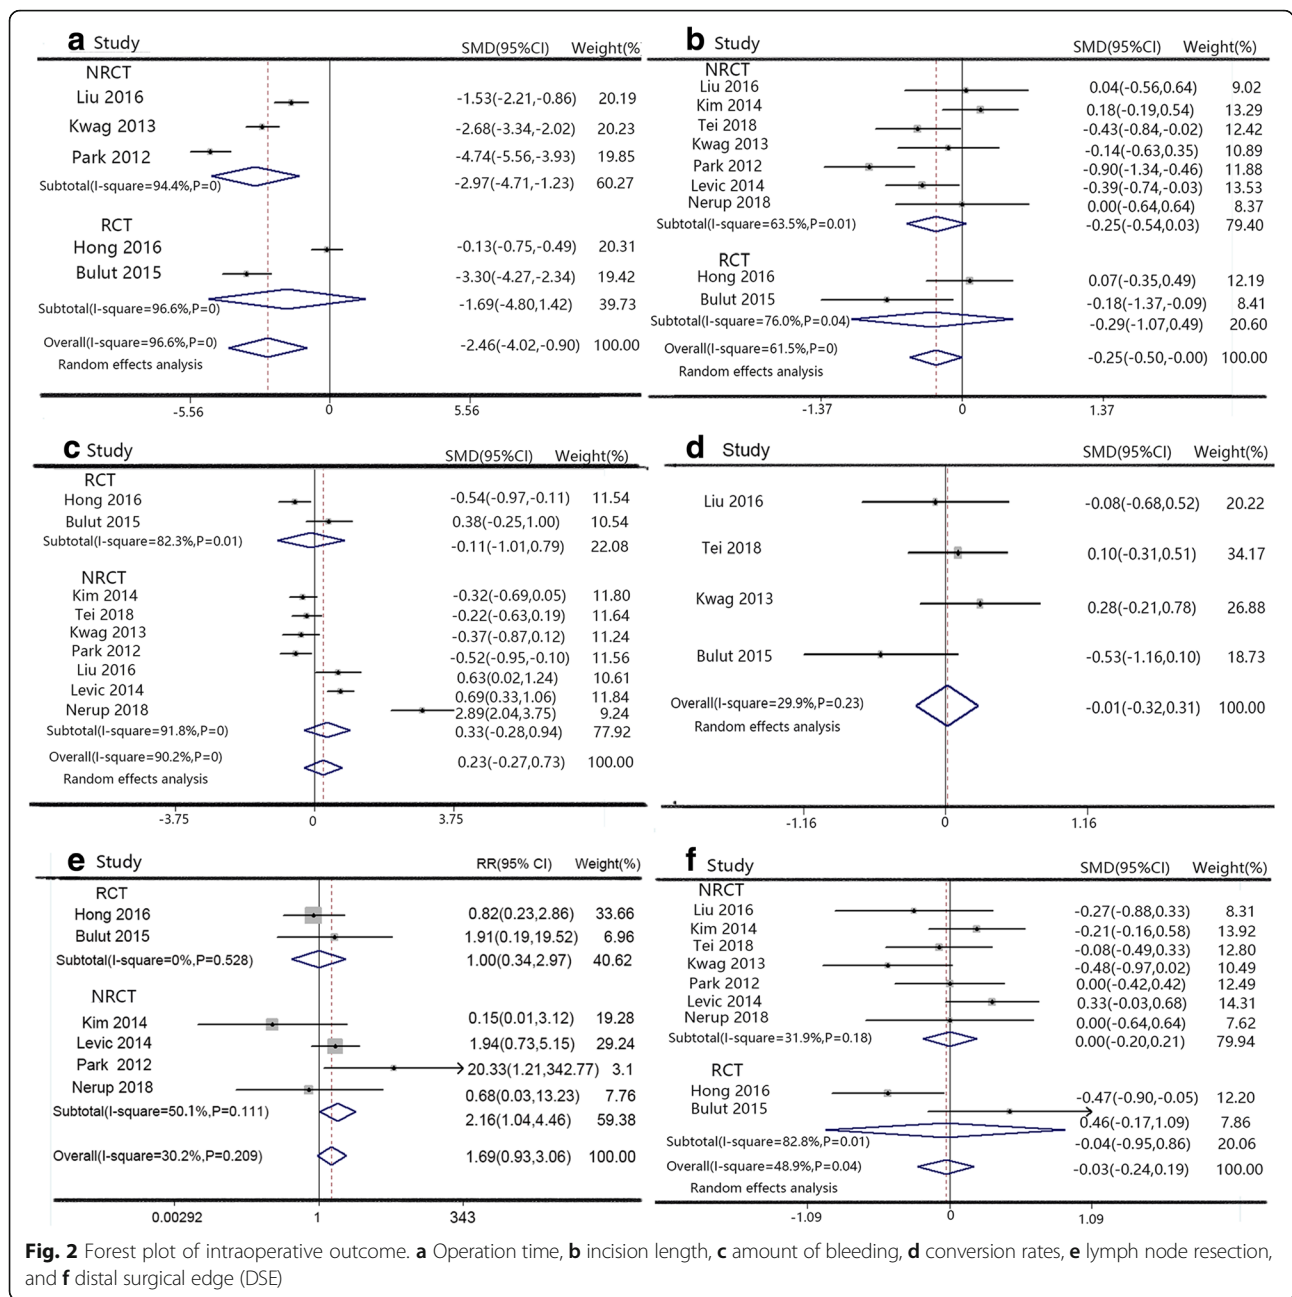 a Study SMD(95%CI) Weight(%
NRCT
Liu 2016 -1.53(-2.21,-0.86) 20.19
Kwag 2013 -2.68(-3.34,-2.02) 20.23
Park 2012 -4.74(-5.56,-3.93) 19.85
Subtotal(I-square=94.4%,P=0) -2.97(-4.71,-1.23) 60.27
RCT
Hong 2016 -0.13(-0.75,-0.49) 20.31
Bulut 2015 -3.30(-4.27,-2.34) 19.42
Subtotal(I-square=96.6%,P=0) -1.69(-4.80,1.42) 39.73
Overall(I-square=96.6%,P=0) -2.46(-4.02,-0.90) 100.00
Random effects analysis
-5.56 0 5.56
b Study SMD(95%CI) Weight(%)
NRCT
Liu 2016 0.04(-0.56,0.64) 9.02
Kim 2014 0.18(-0.19,0.54) 13.29
Tei 2018 -0.43(-0.84,-0.02) 12.42
Kwag 2013 -0.14(-0.63,0.35) 10.89
Park 2012 -0.90(-1.34,-0.46) 11.88
Levic 2014 -0.39(-0.74,-0.03) 13.53
Nerup 2018 0.00(-0.64,0.64) 8.37
Subtotal(I-square=63.5%,P=0.01) -0.25(-0.54,0.03) 79.40
RCT
Hong 2016 0.07(-0.35,0.49) 12.19
Bulut 2015 -0.18(-1.37,-0.09) 8.41
Subtotal(I-square=76.0%,P=0.04) -0.29(-1.07,0.49) 20.60
Overall(I-square=61.5%,P=0) -0.25(-0.50,-0.00) 100.00
Random effects analysis
-1.37 0 1.37
c Study SMD(95%CI) Weight(%)
RCT
Hong 2016 -0.54(-0.97,-0.11) 11.54
Bulut 2015 0.38(-0.25,1.00) 10.54
Subtotal(I-square=82.3%,P=0.01) -0.11(-1.01,0.79) 22.08
NRCT
Kim 2014 -0.32(-0.69,0.05) 11.80
Tei 2018 -0.22(-0.63,0.19) 11.64
Kwag 2013 -0.37(-0.87,0.12) 11.24
Park 2012 -0.52(-0.95,-0.10) 11.56
Liu 2016 0.63(0.02,1.24) 10.61
Levic 2014 0.69(0.33,1.06) 11.84
Nerup 2018 2.89(2.04,3.75) 9.24
Subtotal(I-square=91.8%,P=0) 0.33(-0.28,0.94) 77.92
Overall(I-square=90.2%,P=0) 0.23(-0.27,0.73) 100.00
Random effects analysis
-3.75 0 3.75
d Study SMD(95%CI) Weight(%)
Liu 2016 -0.08(-0.68,0.52) 20.22
Tei 2018 0.10(-0.31,0.51) 34.17
Kwag 2013 0.28(-0.21,0.78) 26.88
Bulut 2015 -0.53(-1.16,0.10) 18.73
Overall(I-square=29.9%,P=0.23) -0.01(-0.32,0.31) 100.00
Random effects analysis
-1.16 0 1.16
e Study RR(95% CI) Weight(%)
RCT
Hong 2016 0.82(0.23,2.86) 33.66
Bulut 2015 1.91(0.19,19.52) 6.96
Subtotal(I-square=0%,P=0.528) 1.00(0.34,2.97) 40.62
NRCT
Kim 2014 0.15(0.01,3.12) 19.28
Levic 2014 1.94(0.73,5.15) 29.24
Park 2012 20.33(1.21,342.77) 3.1
Nerup 2018 0.68(0.03,13.23) 7.76
Subtotal(I-square=50.1%,P=0.111) 2.16(1.04,4.46) 59.38
Overall(I-square=30.2%,P=0.209) 1.69(0.93,3.06) 100.00
0.00292 1 343
f Study SMD(95%CI) Weight(%)
NRCT
Liu 2016 -0.27(-0.88,0.33) 8.31
Kim 2014 -0.21(-0.16,0.58) 13.92
Tei 2018 -0.08(-0.49,0.33) 12.80
Kwag 2013 -0.48(-0.97,0.02) 10.49
Park 2012 0.00(-0.42,0.42) 12.49
Levic 2014 0.33(-0.03,0.68) 14.31
Nerup 2018 0.00(-0.64,0.64) 7.62
Subtotal(I-square=31.9%,P=0.18) 0.00(-0.20,0.21) 79.94
RCT
Hong 2016 -0.47(-0.90,-0.05) 12.20
Bulut 2015 0.46(-0.17,1.09) 7.86
Subtotal(I-square=82.8%,P=0.01) -0.04(-0.95,0.86) 20.06
Overall(I-square=48.9%,P=0.04) -0.03(-0.24,0.19) 100.00
Random effects analysis
-1.09 0 1.09
Fig. 2 Forest plot of intraoperative outcome. a Operation time, b incision length, c amount of bleeding, d conversion rates, e lymph node resection,
and f distal surgical edge (DSE)